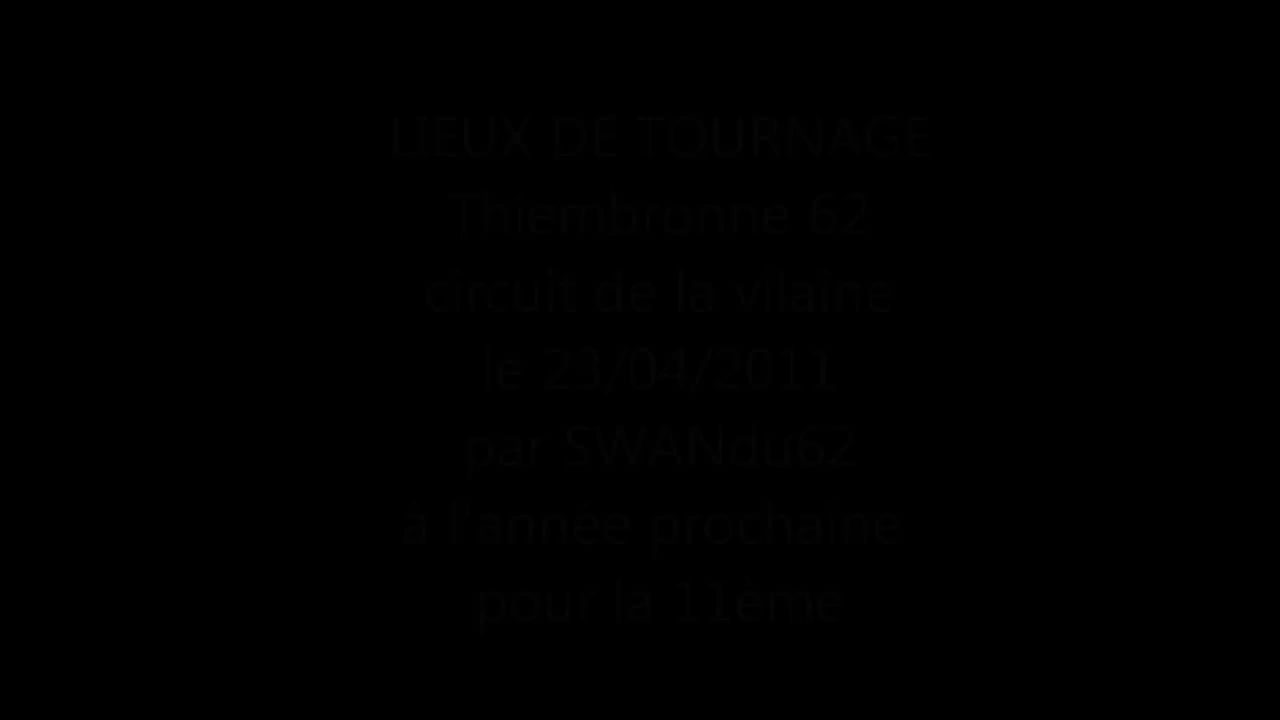 LIEUX DE TOURNAGE
Thiembronne 62
circuit de la vilaine
le 23/04/2011
par SWANdu62
à l'année prochaine
pour la 11ème